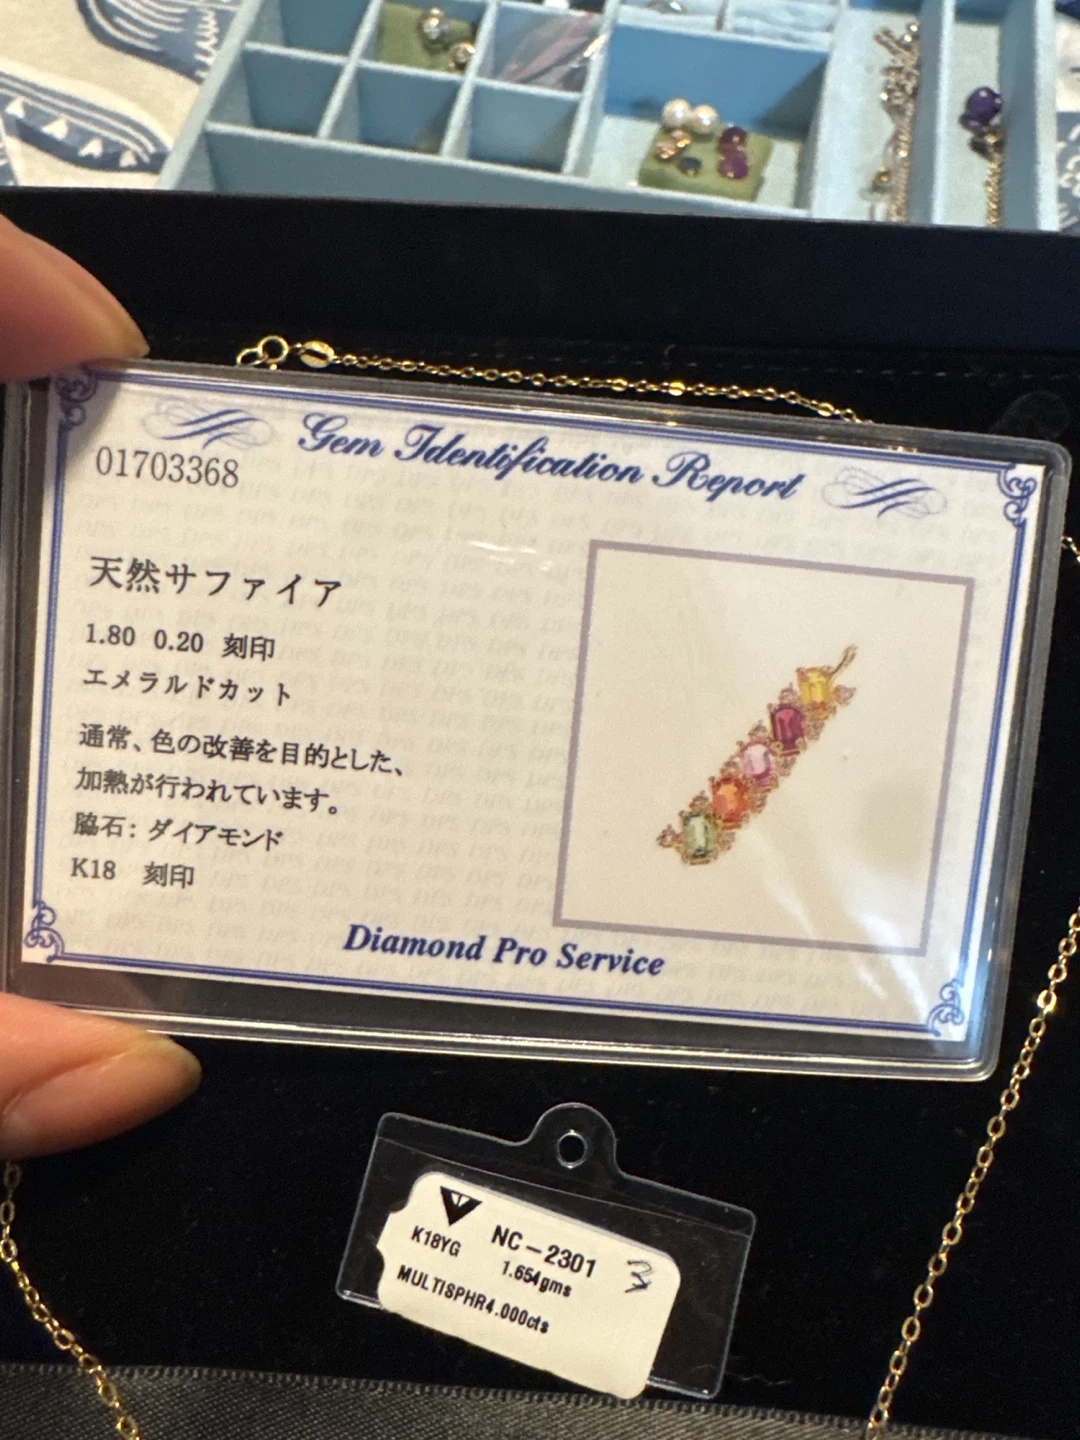 Gem Identification Report
01703368
天然サファイア
1.80 0.20 刻印
エメラルドカット
通常、色の改善を目的とした、
加熱が行われています。
脇石: ダイアモンド
K18 刻印
Diamond Pro Service
NC-2301
K18YG
1.654gms
MULTISPHR4.000cts